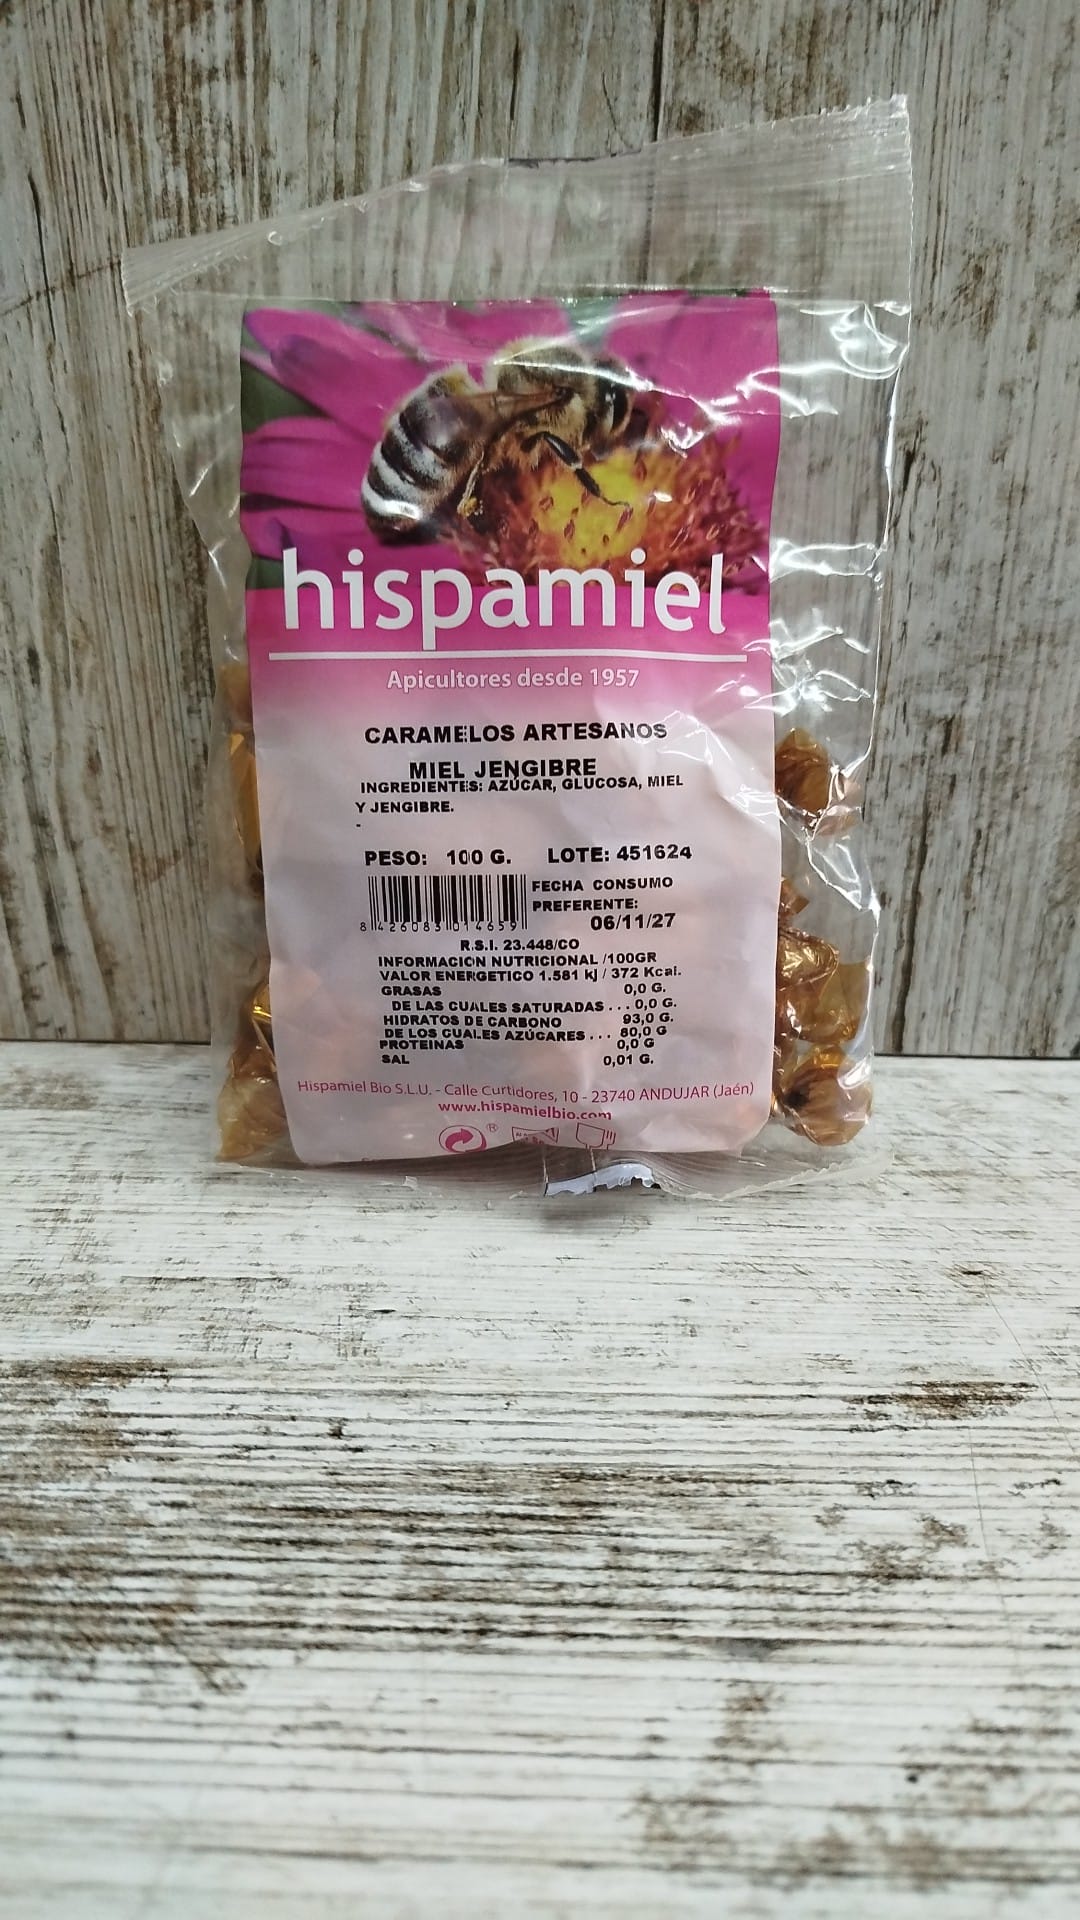 hispamiel
Apicultores desde 1957
CARAMELOS ARTESANOS
MIEL JENGIBRE
INGREDIENTES: AZÚCAR, GLUCOSA, MIEL
Y JENGIBRE.
-
PESO: 100 G. LOTE: 451624
FECHA CONSUMO
PREFERENTE:
06/11/27
8 426083 014659
R.S.I. 23.448/CO
INFORMACION NUTRICIONAL /100GR
VALOR ENERGETICO 1.581 kj / 372 Kcal.
GRASAS 0,0 G.
DE LAS CUALES SATURADAS ... 0,0 G.
HIDRATOS DE CARBONO 93,0 G.
DE LOS CUALES AZÚCARES ... 80,0 G
PROTEINAS 0,0 G
SAL 0,01 G.
Hispamiel Bio S.L.U. - Calle Curtidores, 10 - 23740 ANDUJAR (Jaén)
www.hispamielbio.com
®